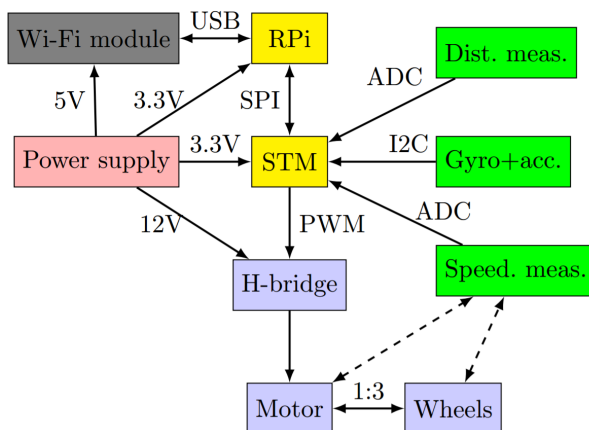 USB
Wi-Fi module
RPi
Dist. meas.
ADC
5V
3.3V
SPI
Power supply
3.3V
STM
I2C
Gyro+acc.
ADC
12V
PWM
H-bridge
Speed. meas.
1:3
Motor
Wheels